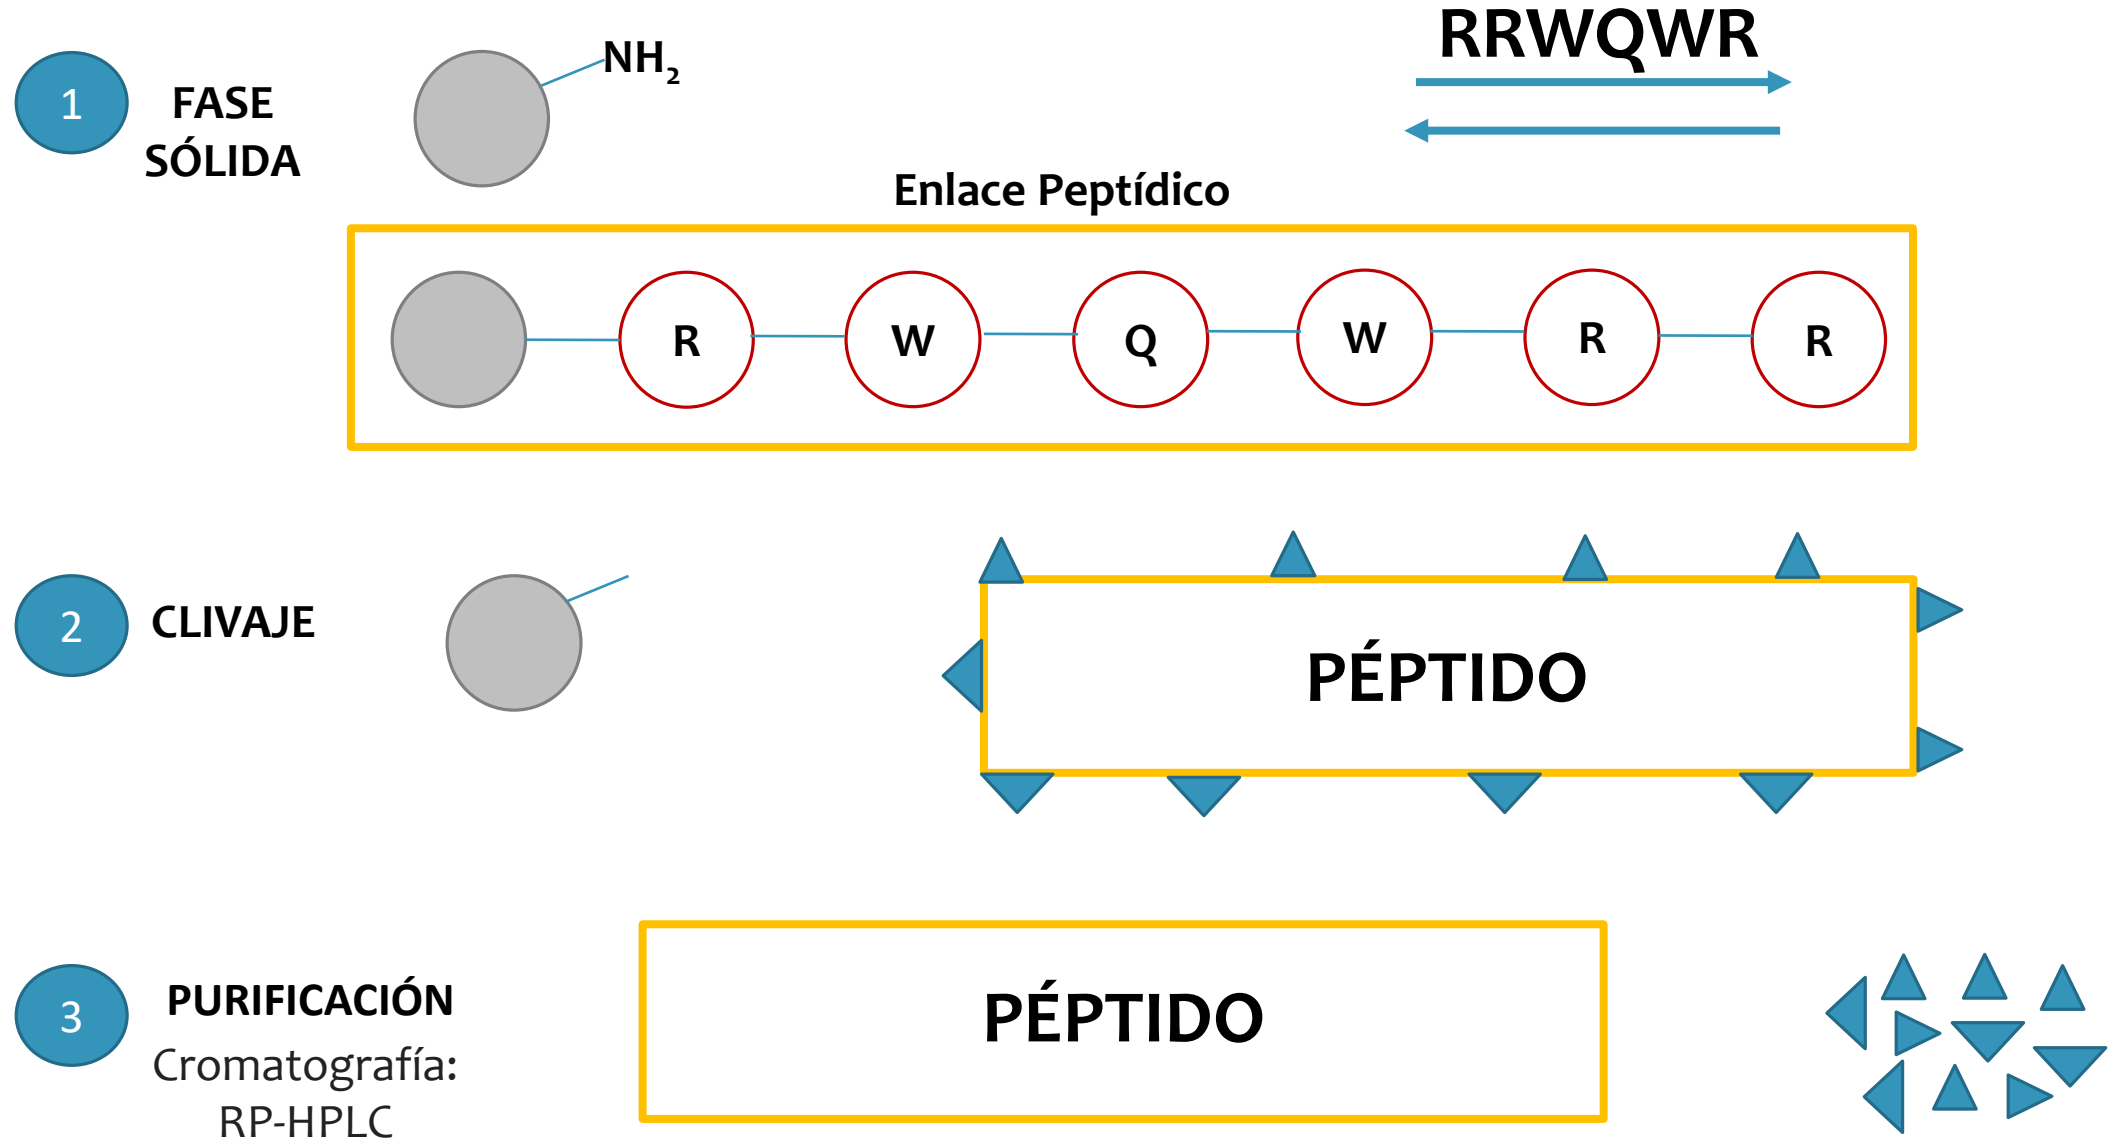 1
FASE
SÓLIDA
NH₂
RRWQWR
Enlace Peptídico
R W Q W R R
2
CLIVAJE
PÉPTIDO
3
PURIFICACIÓN
Cromatografía:
RP-HPLC
PÉPTIDO